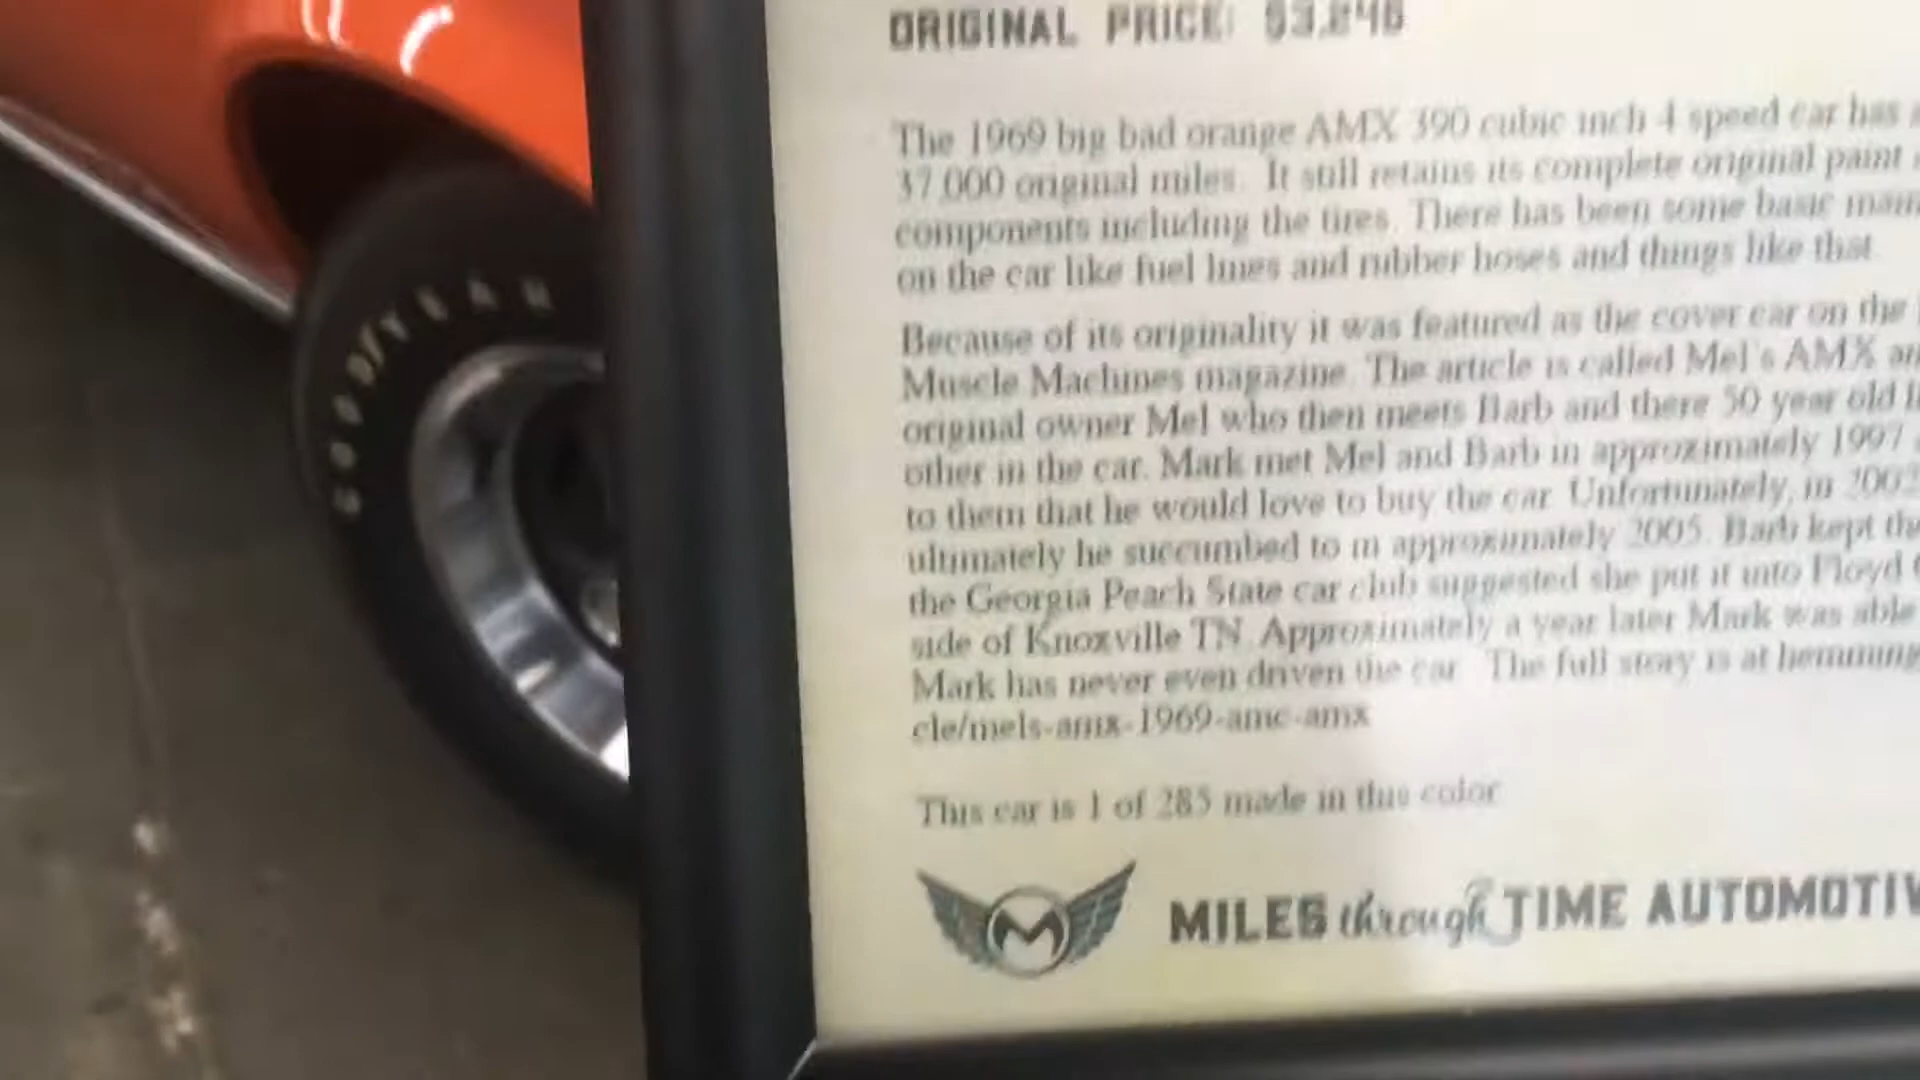 ORIGINAL PRICE:
The 1969 big bad orange AMX 390 cubic inch 4 speed car has
37,000 original miles. It still retains its complete original paint
components including the tires. There has been some basic
on the car like fuel lines and rubber hoses and things like that.
Because of its originality it was featured as the cover car on the
Muscle Machines magazine. The article is called Mel's AMX
original owner Mel who then meets Barb and there 50 year old
other in the car. Mark met Mel and Barb in approximately 1997
to them that he would love to buy the car. Unfortunately, in
ultimately he succumbed to in approximately 2005. Barb kept
the Georgia Peach State car club suggested she put it into Floyd
side of Knoxville TN. Approximately a year later Mark was able
Mark has never even driven the car. The full story is at
cle/mels-amx-1969-amc-amx
This car is 1 of 285 made in this color
M
MILES through TIME AUTOMOTIV
GOODYEAR